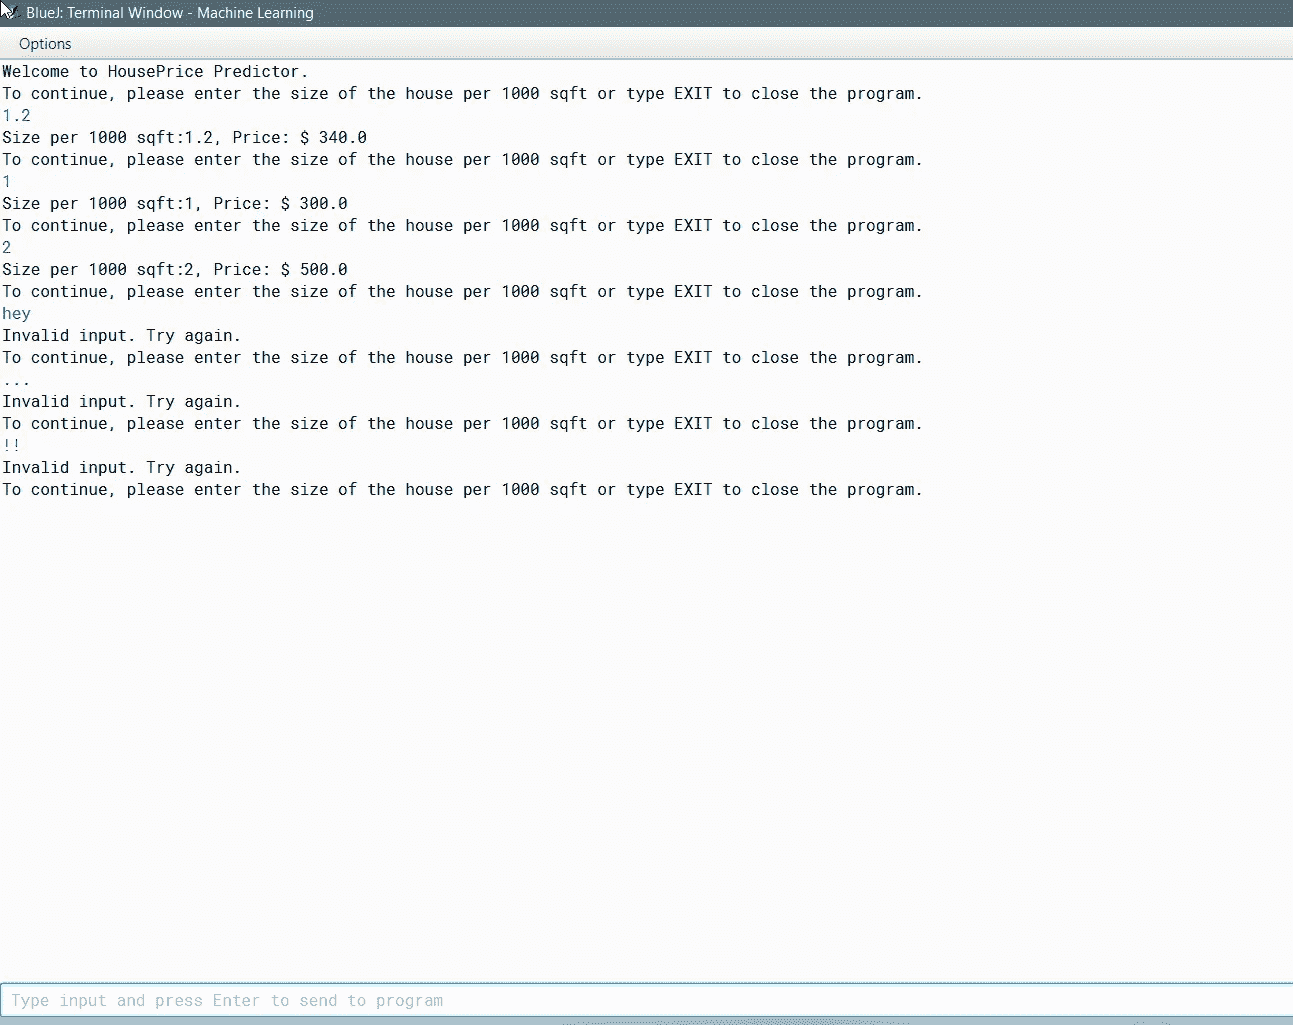 BlueJ: Terminal Window - Machine Learning
Options
Welcome to HousePrice Predictor.
To continue, please enter the size of the house per 1000 sqft or type EXIT to close the program.
1.2
Size per 1000 sqft:1.2, Price: $ 340.0
To continue, please enter the size of the house per 1000 sqft or type EXIT to close the program.
1
Size per 1000 sqft:1, Price: $ 300.0
To continue, please enter the size of the house per 1000 sqft or type EXIT to close the program.
2
Size per 1000 sqft:2, Price: $ 500.0
To continue, please enter the size of the house per 1000 sqft or type EXIT to close the program.
hey
Invalid input. Try again.
To continue, please enter the size of the house per 1000 sqft or type EXIT to close the program.
...
Invalid input. Try again.
To continue, please enter the size of the house per 1000 sqft or type EXIT to close the program.
!!
Invalid input. Try again.
To continue, please enter the size of the house per 1000 sqft or type EXIT to close the program.
Type input and press Enter to send to program